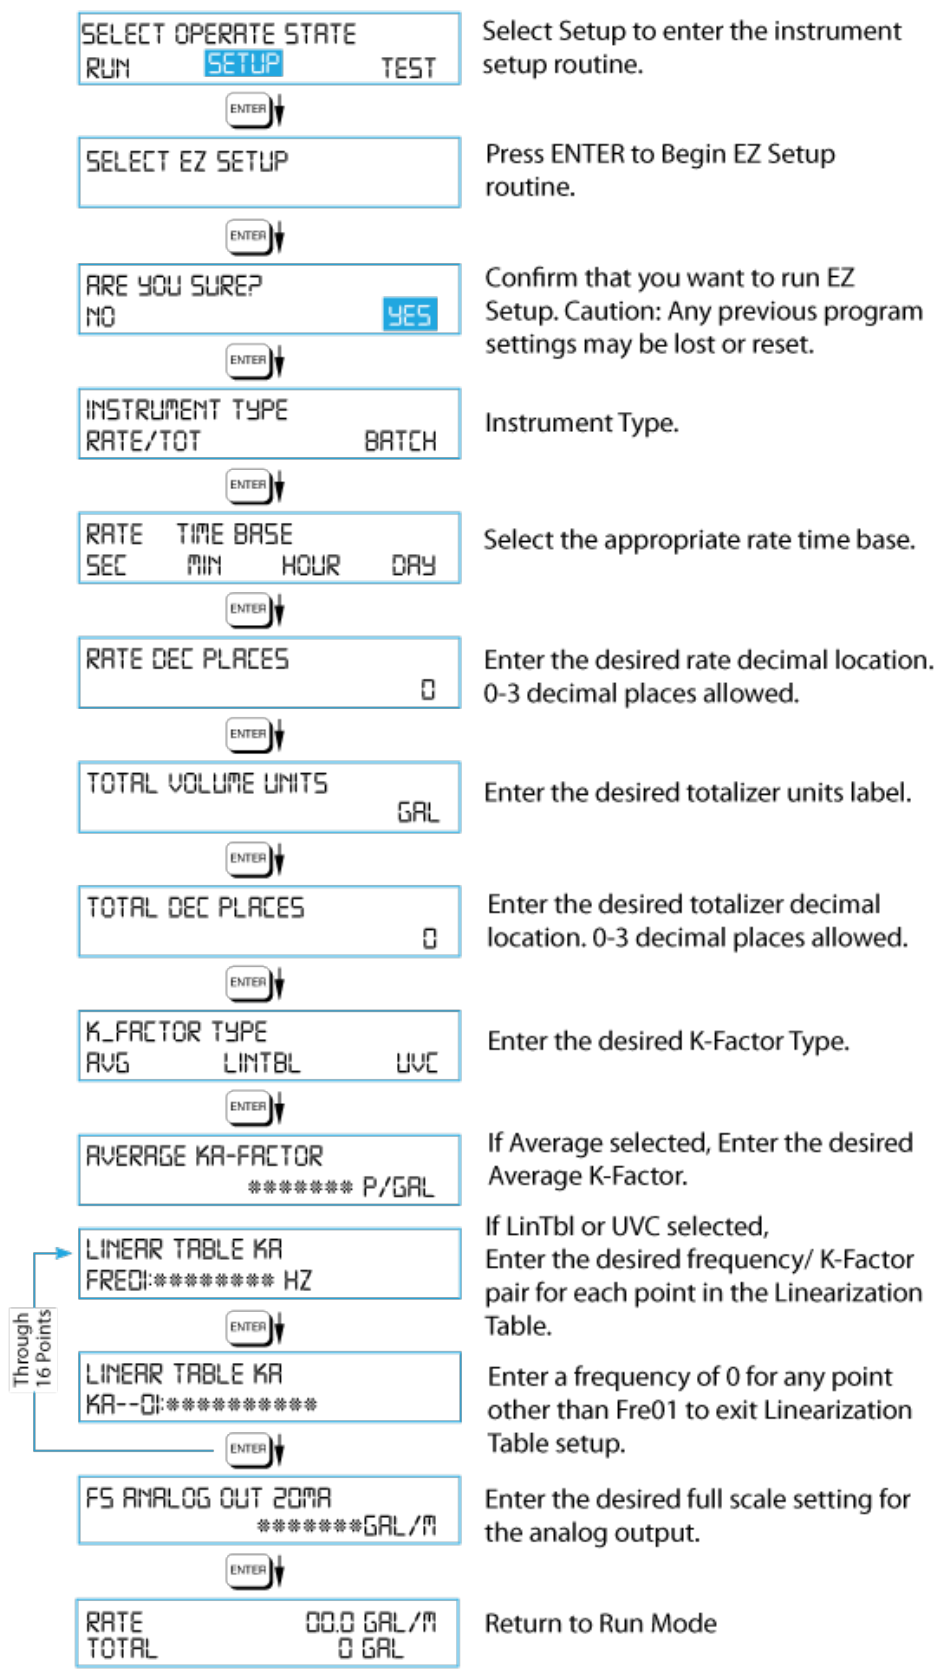 SELECT OPERATE STATE
RUN SETUP TEST
Select Setup to enter the instrument
setup routine.
ENTER
SELECT EZ SETUP
Press ENTER to Begin EZ Setup
routine.
ENTER
ARE YOU SURE?
NO YES
Confirm that you want to run EZ
Setup. Caution: Any previous program
settings may be lost or reset.
ENTER
INSTRUMENT TYPE
RATE/TOT BATCH
Instrument Type.
ENTER
RATE TIME BASE
SEC MIN HOUR DAY
Select the appropriate rate time base.
ENTER
RATE DEC PLACES
0
Enter the desired rate decimal location.
0-3 decimal places allowed.
ENTER
TOTAL VOLUME UNITS
GAL
Enter the desired totalizer units label.
ENTER
TOTAL DEC PLACES
0
Enter the desired totalizer decimal
location. 0-3 decimal places allowed.
ENTER
K_FACTOR TYPE
AVG LINTBL UVC
Enter the desired K-Factor Type.
ENTER
AVERAGE KA-FACTOR
******* P/GAL
If Average selected, Enter the desired
Average K-Factor.
LINEAR TABLE KA
FRE01:******** HZ
If LinTbl or UVC selected,
Enter the desired frequency/ K-Factor
pair for each point in the Linearization
Table.
Through
16 Points
ENTER
LINEAR TABLE KA
KA--01:**********
Enter a frequency of 0 for any point
other than Fre01 to exit Linearization
Table setup.
ENTER
FS ANALOG OUT 20MA
*******GAL/M
Enter the desired full scale setting for
the analog output.
ENTER
RATE 00.0 GAL/M
TOTAL 0 GAL
Return to Run Mode